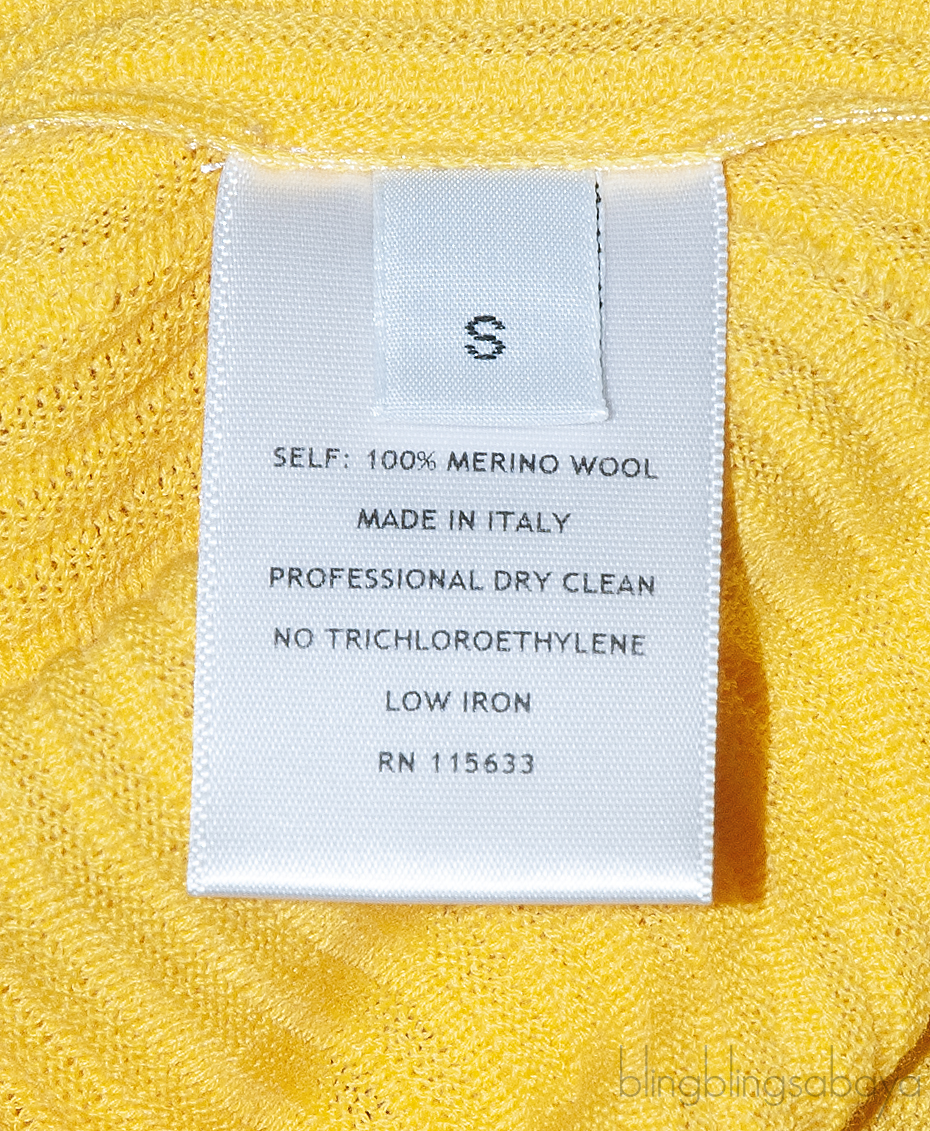 S
SELF: 100% MERINO WOOL
MADE IN ITALY
PROFESSIONAL DRY CLEAN
NO TRICHLOROETHYLENE
LOW IRON
RN 115633
blingblingsabaya